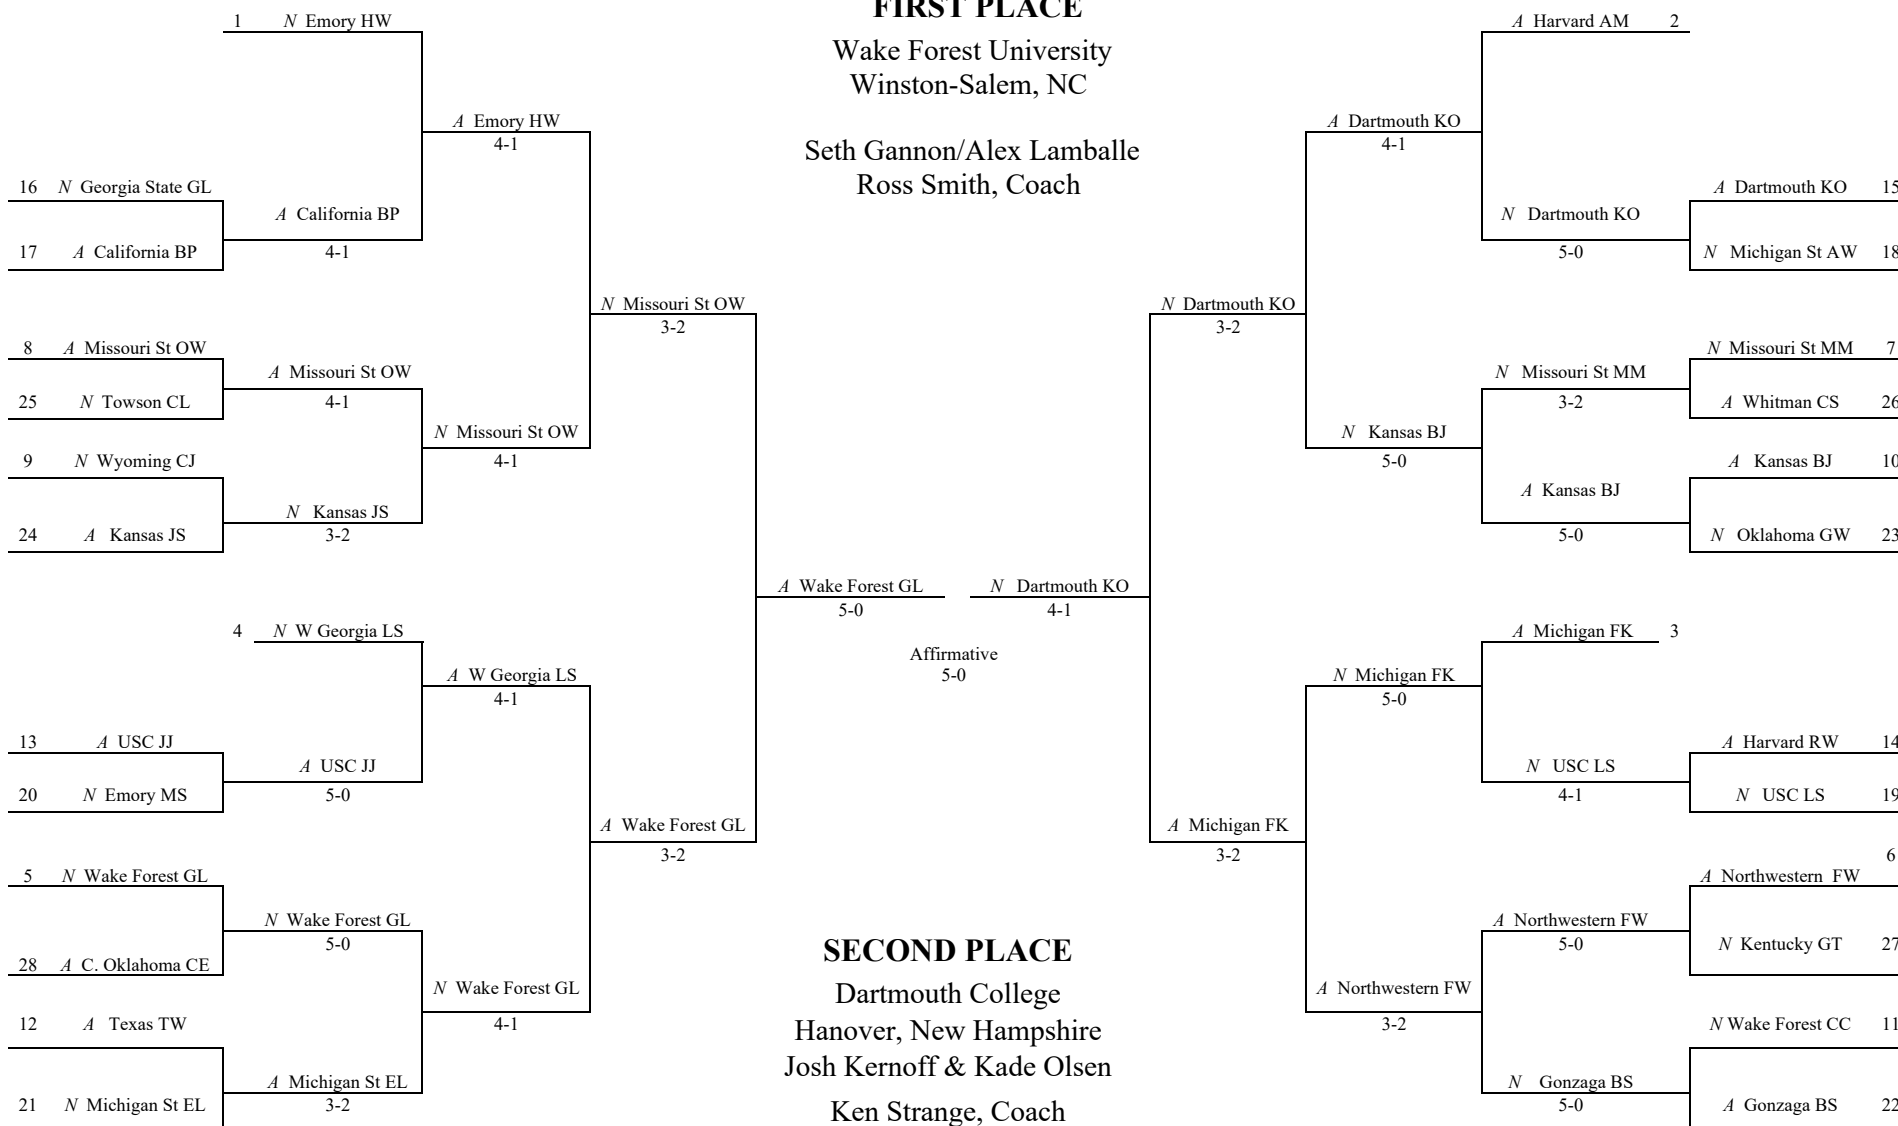 FIRST PLACE
Wake Forest University
Winston-Salem, NC
Seth Gannon/Alex Lamballe
Ross Smith, Coach
1 N Emory HW
A Emory HW
4-1
16 N Georgia State GL
A California BP
4-1
17 A California BP
N Missouri St OW
3-2
8 A Missouri St OW
A Missouri St OW
4-1
25 N Towson CL
N Missouri St OW
4-1
9 N Wyoming CJ
N Kansas JS
3-2
24 A Kansas JS
A Wake Forest GL
5-0
4 N W Georgia LS
A W Georgia LS
4-1
13 A USC JJ
A USC JJ
5-0
20 N Emory MS
A Wake Forest GL
3-2
5 N Wake Forest GL
N Wake Forest GL
5-0
28 A C. Oklahoma CE
N Wake Forest GL
4-1
12 A Texas TW
A Michigan St EL
3-2
21 N Michigan St EL
Affirmative
5-0
A Harvard AM 2
A Dartmouth KO
4-1
A Dartmouth KO 15
N Dartmouth KO
5-0
N Michigan St AW 18
N Dartmouth KO
3-2
N Missouri St MM 7
N Missouri St MM
3-2
A Whitman CS 26
N Kansas BJ
5-0
A Kansas BJ 10
A Kansas BJ
5-0
N Oklahoma GW 23
N Dartmouth KO
4-1
A Michigan FK 3
N Michigan FK
5-0
A Harvard RW 14
N USC LS
4-1
N USC LS 19
A Michigan FK
3-2
6
A Northwestern FW
A Northwestern FW
5-0
N Kentucky GT 27
A Northwestern FW
3-2
N Wake Forest CC 11
N Gonzaga BS
5-0
A Gonzaga BS 22
SECOND PLACE
Dartmouth College
Hanover, New Hampshire
Josh Kernoff & Kade Olsen
Ken Strange, Coach